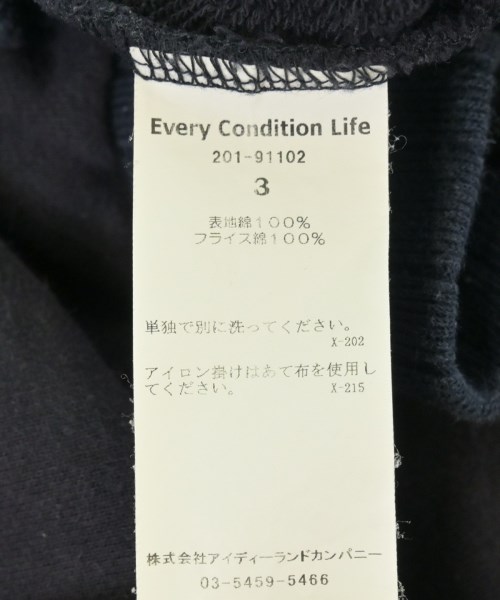 Every Condition Life
201-91102
3
表地綿100%
フライス綿100%
単独で別に洗ってください。
X-202
アイロン掛けはあて布を使用し
てください。 X-215
株式会社アイディーランドカンパニー
03-5459-5466